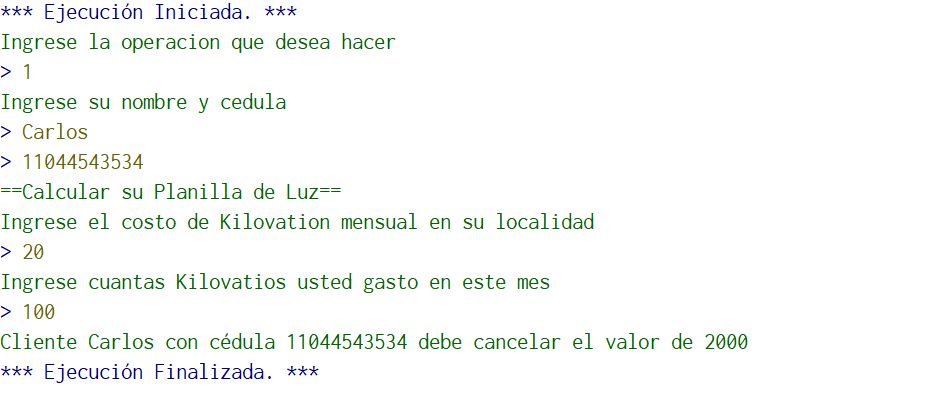 *** Ejecución Iniciada. ***
Ingrese la operacion que desea hacer
> 1
Ingrese su nombre y cedula
> Carlos
> 11044543534
==Calcular su Planilla de Luz==
Ingrese el costo de Kilovation mensual en su localidad
> 20
Ingrese cuantas Kilovatios usted gasto en este mes
> 100
Cliente Carlos con cédula 11044543534 debe cancelar el valor de 2000
*** Ejecución Finalizada. ***